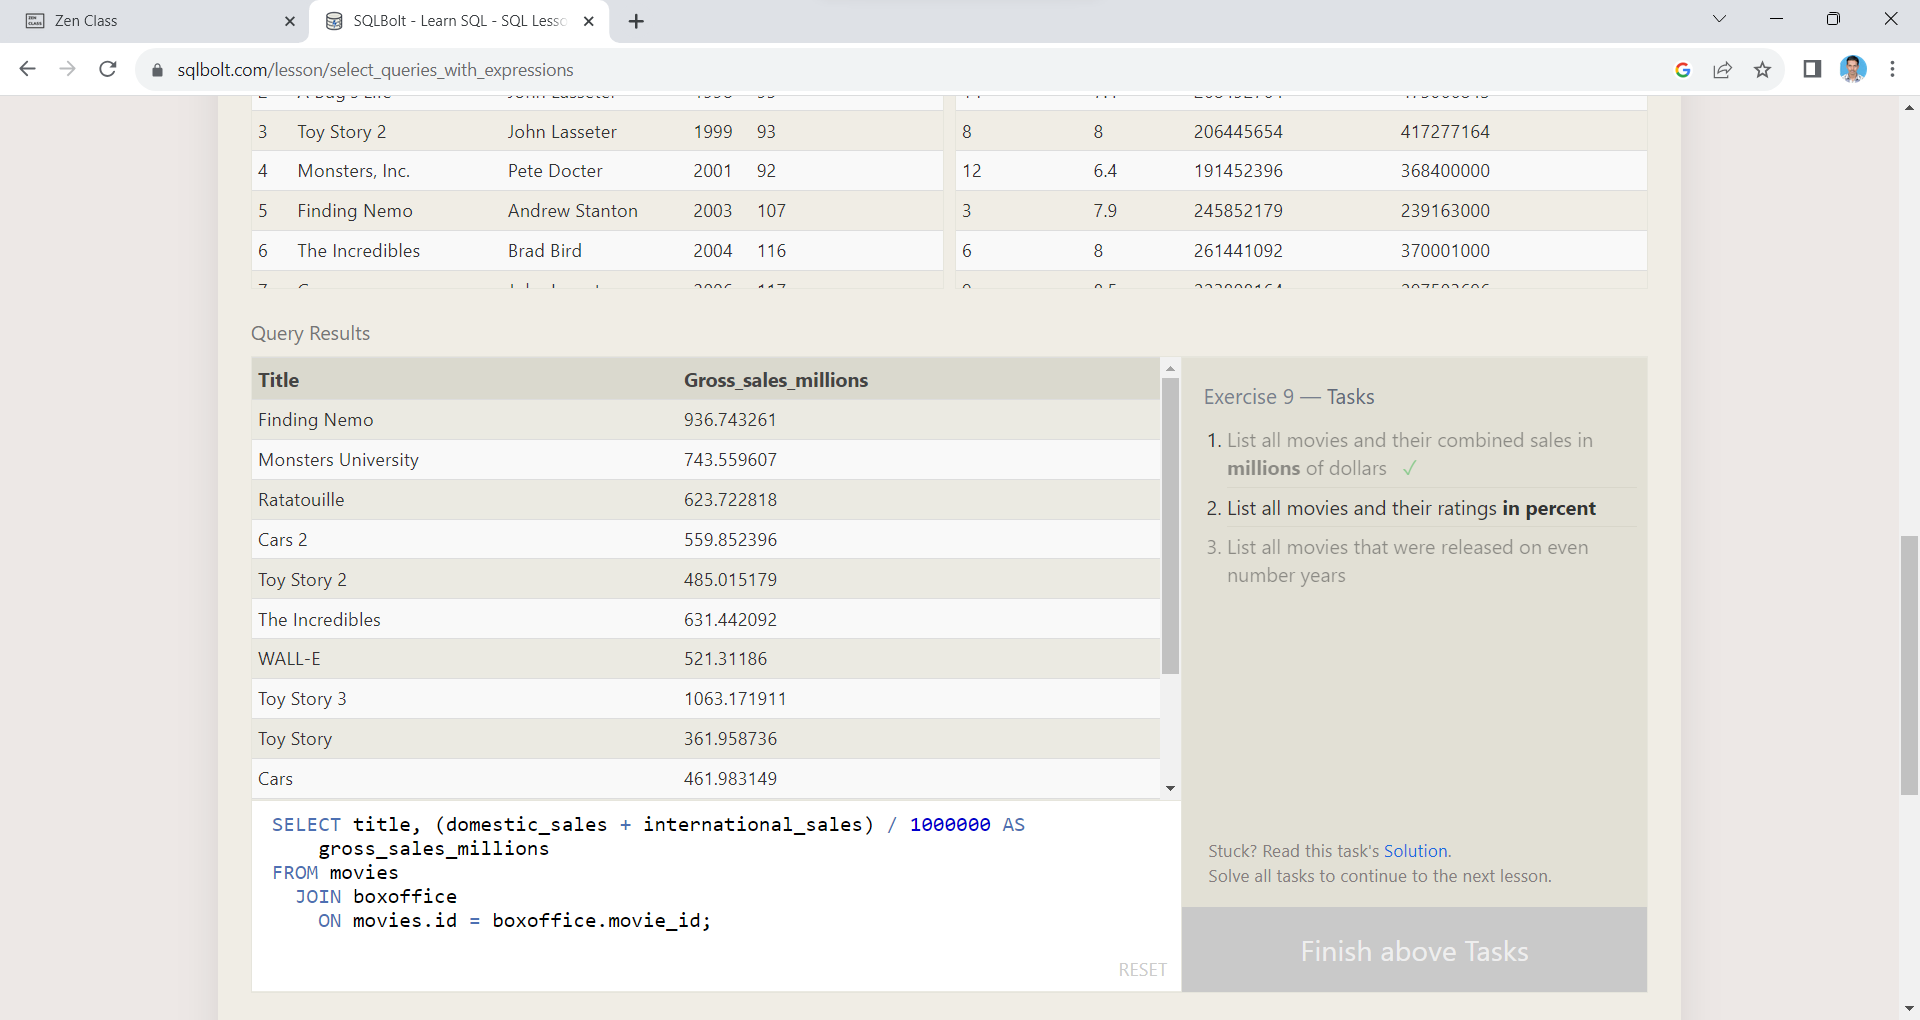 Zen Class
SQLBolt - Learn SQL - SQL Lesso
sqlbolt.com/lesson/select_queries_with_expressions
3 Toy Story 2 John Lasseter 1999 93 8 8 206445654 417277164
4 Monsters, Inc. Pete Docter 2001 92 12 6.4 191452396 368400000
5 Finding Nemo Andrew Stanton 2003 107 3 7.9 245852179 239163000
6 The Incredibles Brad Bird 2004 116 6 8 261441092 370001000
Query Results
Title Gross_sales_millions
Finding Nemo 936.743261
Monsters University 743.559607
Ratatouille 623.722818
Cars 2 559.852396
Toy Story 2 485.015179
The Incredibles 631.442092
WALL-E 521.31186
Toy Story 3 1063.171911
Toy Story 361.958736
Cars 461.983149
Exercise 9 — Tasks
1. List all movies and their combined sales in
millions of dollars ✓
2. List all movies and their ratings in percent
3. List all movies that were released on even
number years
SELECT title, (domestic_sales + international_sales) / 1000000 AS
gross_sales_millions
FROM movies
JOIN boxoffice
ON movies.id = boxoffice.movie_id;
RESET
Stuck? Read this task's Solution.
Solve all tasks to continue to the next lesson.
Finish above Tasks